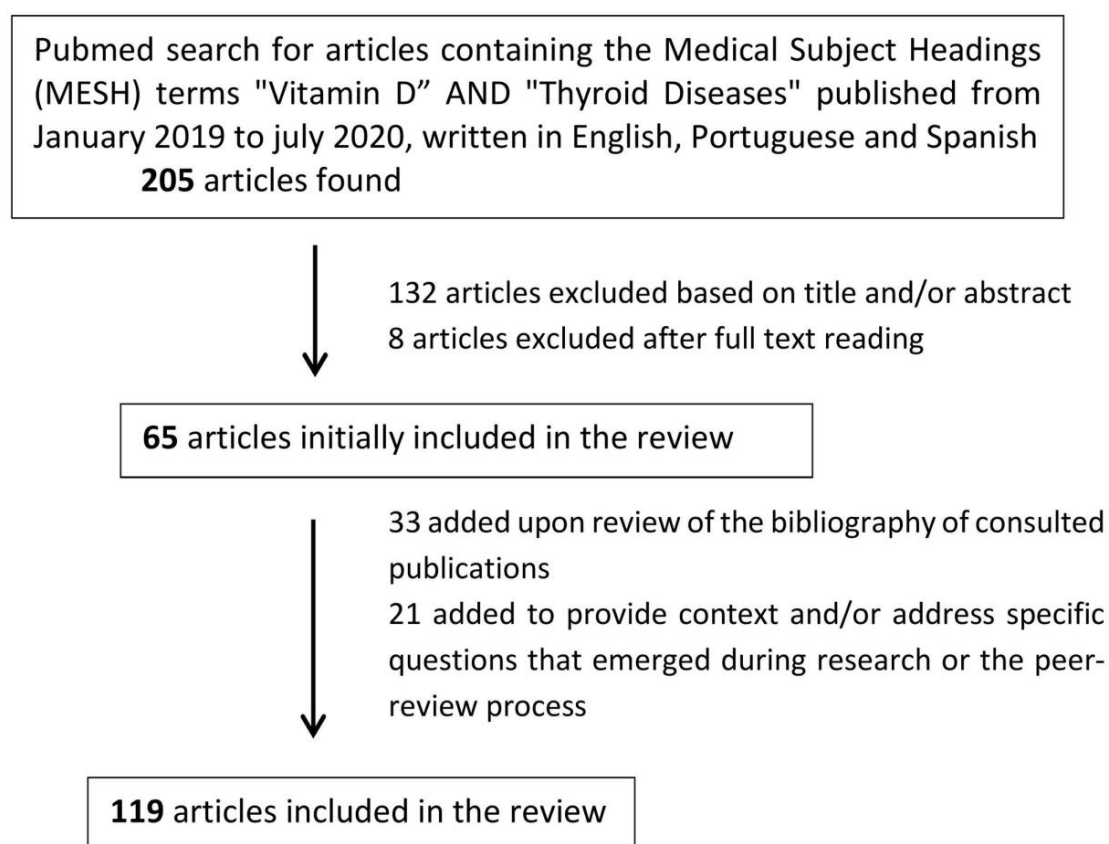 Pubmed search for articles containing the Medical Subject Headings
(MESH) terms "Vitamin D” AND "Thyroid Diseases" published from
January 2019 to july 2020, written in English, Portuguese and Spanish
205 articles found
132 articles excluded based on title and/or abstract
8 articles excluded after full text reading
65 articles initially included in the review
33 added upon review of the bibliography of consulted
publications
21 added to provide context and/or address specific
questions that emerged during research or the peer-
review process
119 articles included in the review